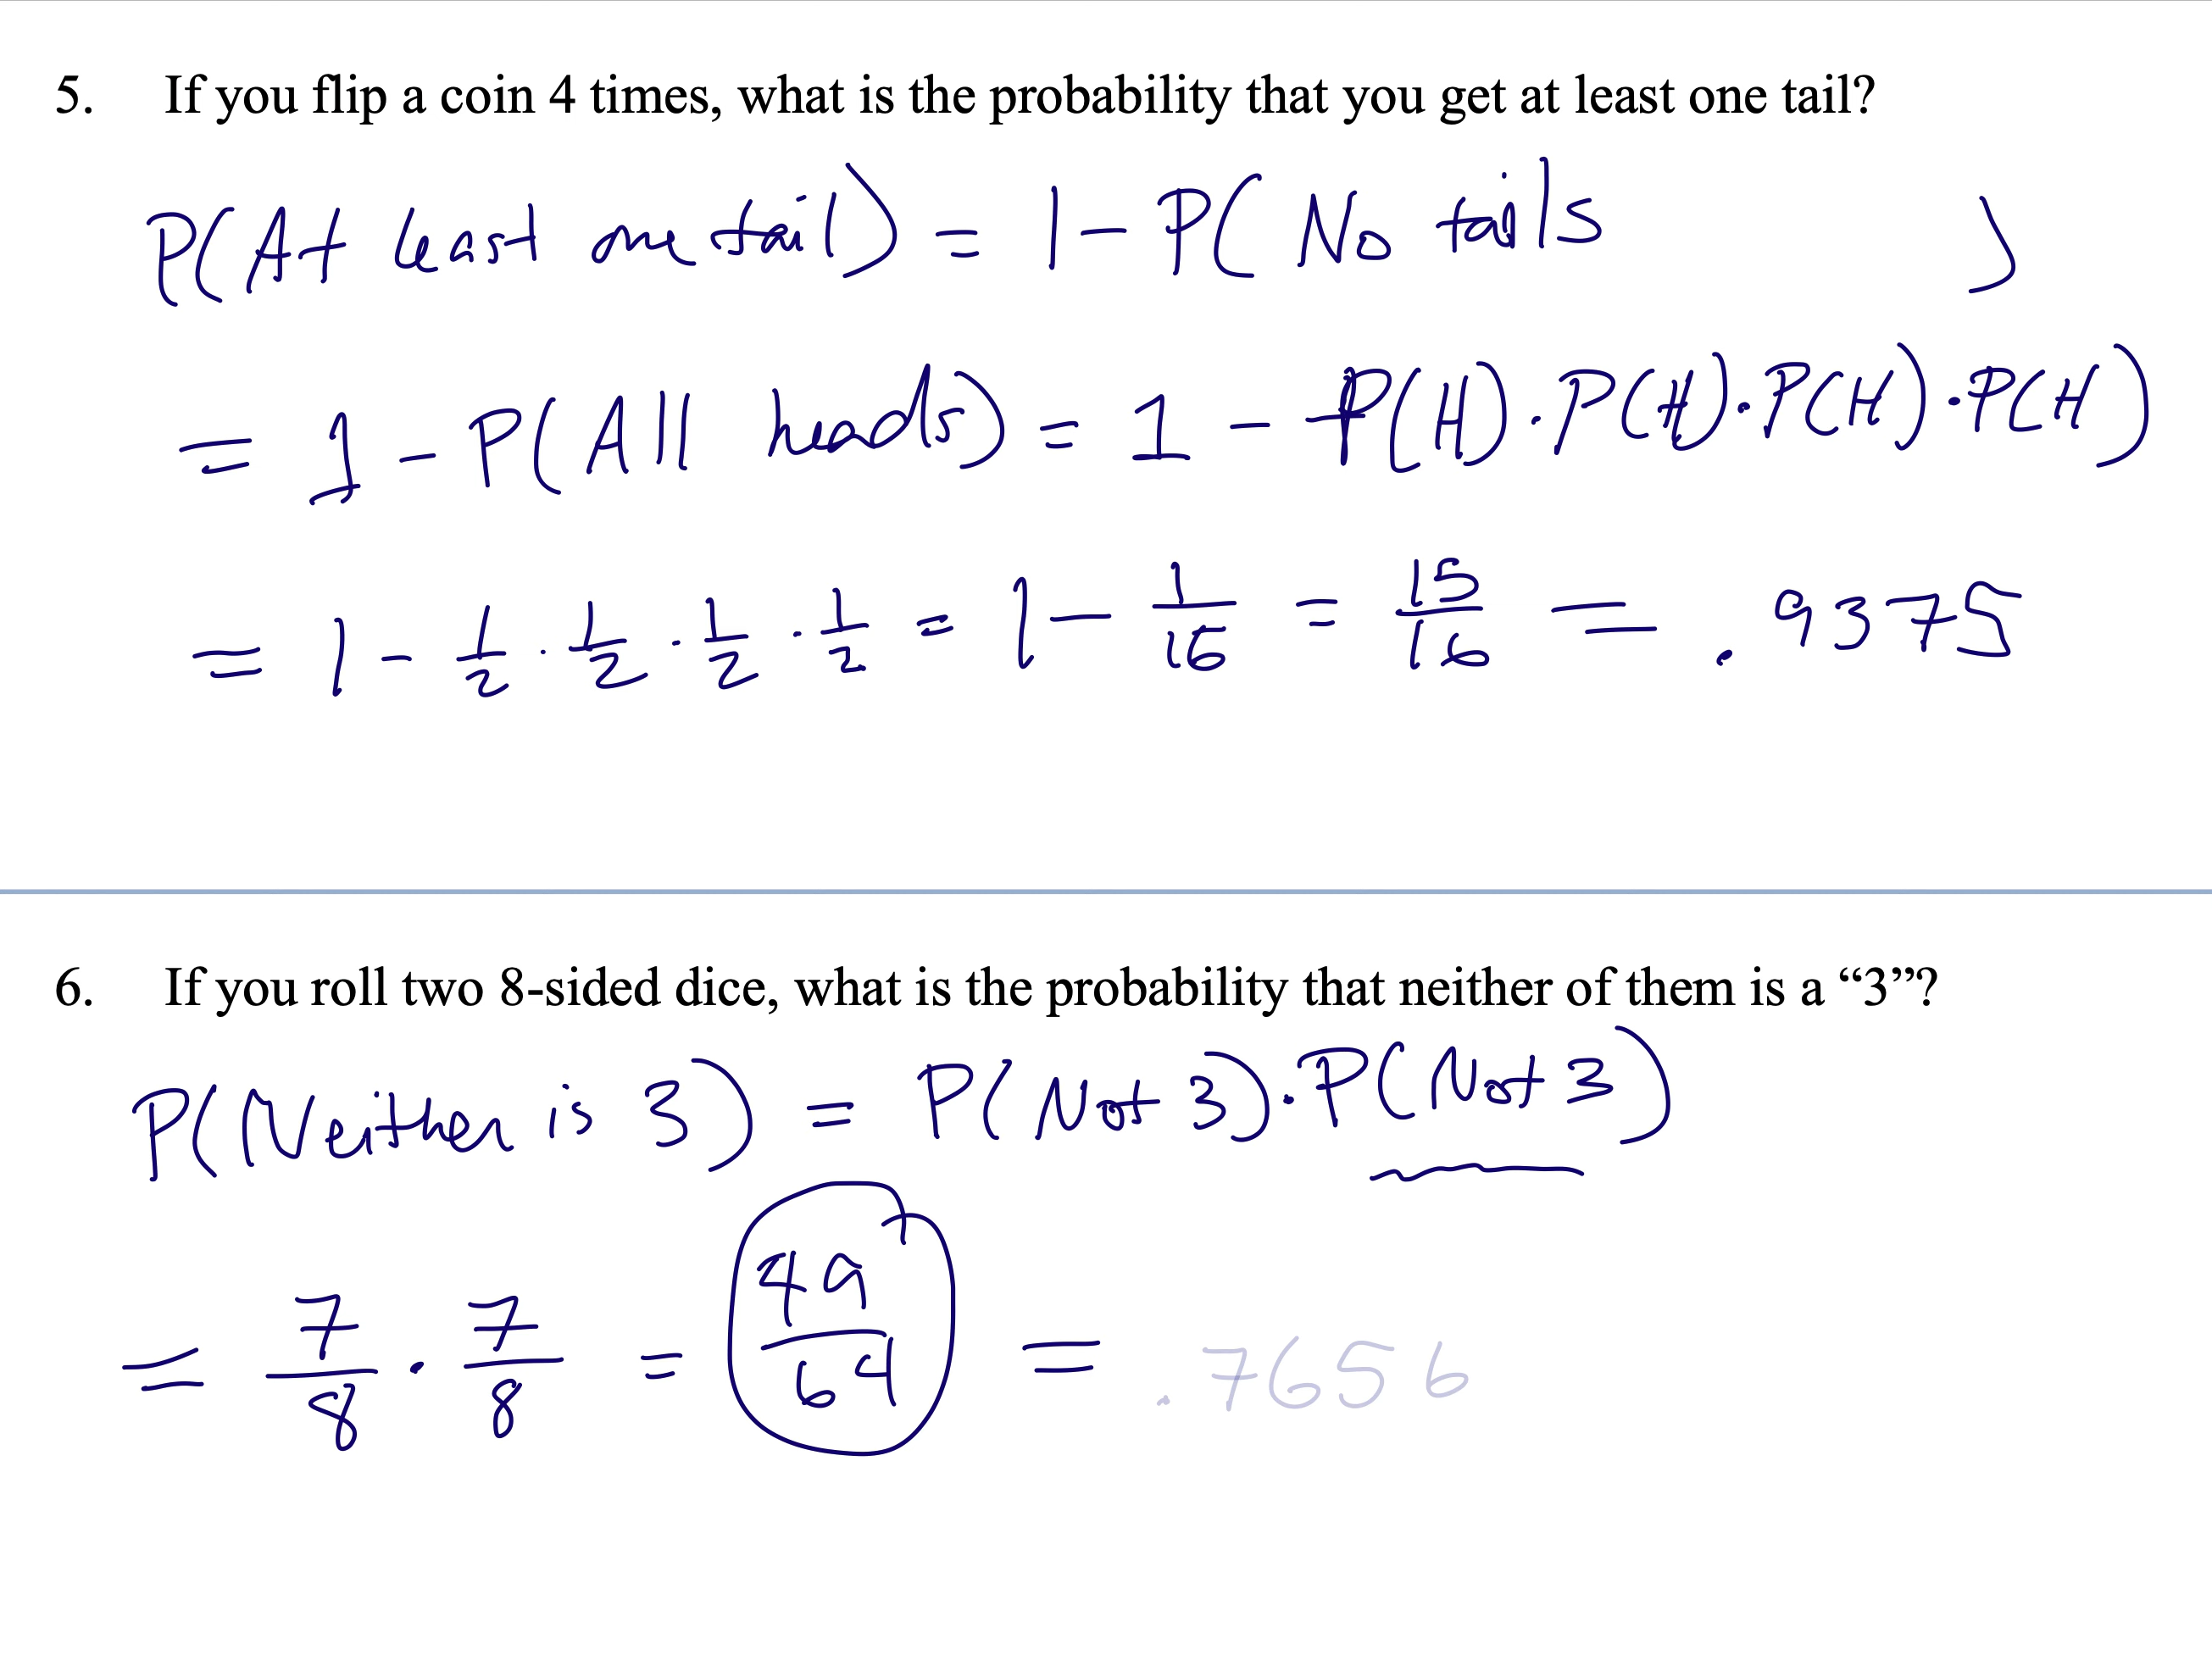 5. If you flip a coin 4 times, what is the probability that you get at least one tail?
P(At least one tail) = 1 - P( No tails )
= 1 - P(All heads) = 1 - P(H) · P(H) · P(H) · P(H)
= 1 - 1/2 · 1/2 · 1/2 · 1/2 = 1 - 1/16 = 15/16 = .9375
6. If you roll two 8-sided dice, what is the probability that neither of them is a “3”?
P(Neither is 3) = P(Not 3) · P(Not 3)
= 7/8 · 7/8 = 49/64 = .7656